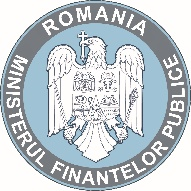 ROMANIA
MINISTERUL FINANTELOR PUBLICE